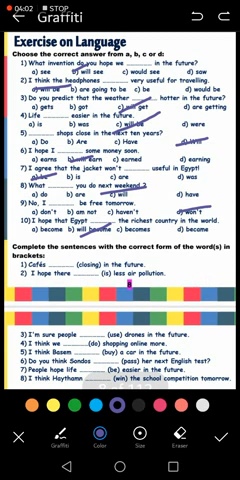 04:02 STOP
Graffiti
Exercise on Language
Choose the correct answer from a, b, c or d:
1) What invention do you hope we ............ in the future?
a) see b) will see c) would see d) saw
2) I think the headphones ............ very useful for travelling.
a) will be b) are going to be c) be d) would be
3) Do you predict that the weather ............ hotter in the future?
a) gets b) got c) will get d) are getting
4) Life ............ easier in the future.
a) is b) was c) will be d) were
5) ............ shops close in the next ten years?
a) Do b) Are c) Have d) Will
6) I hope I ............ some money soon.
a) earns b) will earn c) earned d) earning
7) I agree that the jacket won't ............ useful in Egypt!
a) be b) is c) are d) was
8) What ............ you do next weekend ?
a) do b) are c) will d) have
9) No, I ............ be free tomorrow.
a) don't b) am not c) haven't d) won't
10) I hope that Egypt ............ the richest country in the world.
a) become b) will become c) becomes d) became
Complete the sentences with the correct form of the word(s) in
brackets:
1) Cafés ............ (closing) in the future.
2) I hope there ............ (is) less air pollution.
8
3) I'm sure people ............ (use) drones in the future.
4) I think we ............(do) shopping online more.
5) I think Basem ............ (buy) a car in the future.
6) Do you think Sondos ............ (pass) her next English test?
7) People hope life ............ (be) easier in the future.
8) I think Haythamn ............ (win) the school competition tomorrow.
Graffiti Color Size Eraser